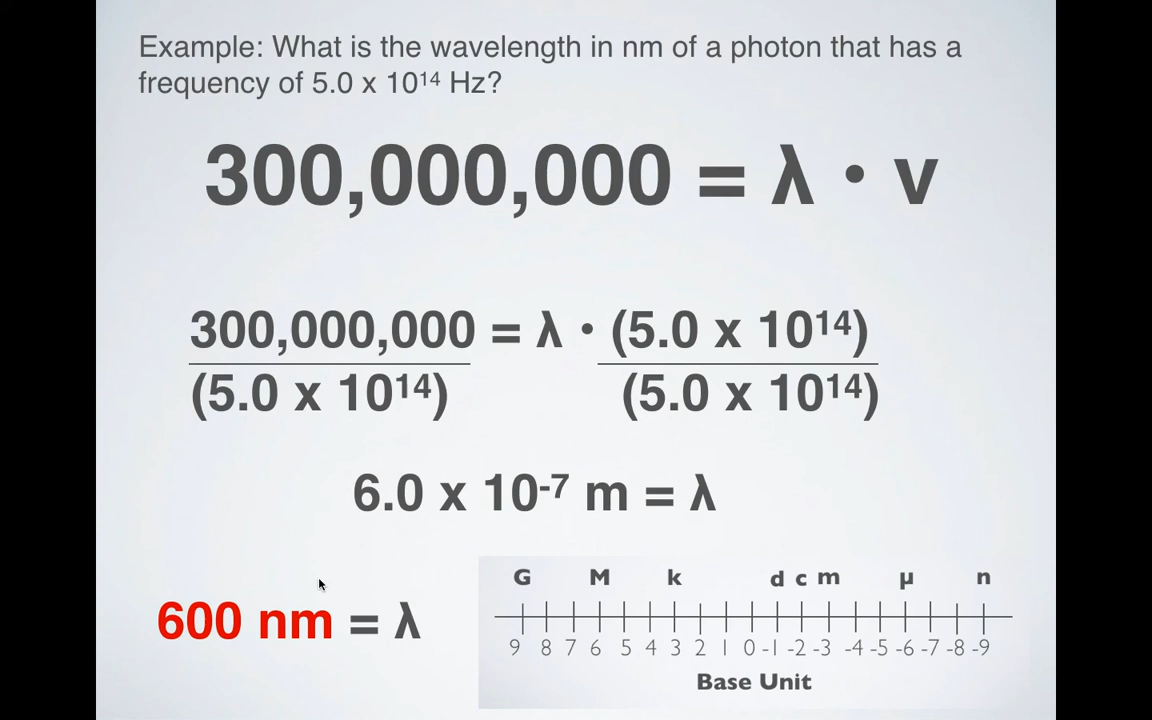 Example: What is the wavelength in nm of a photon that has a
frequency of 5.0 x 10¹⁴ Hz?
300,000,000 = λ · v
300,000,000 = λ · (5.0 x 10¹⁴)
(5.0 x 10¹⁴) (5.0 x 10¹⁴)
6.0 x 10⁻⁷ m = λ
600 nm = λ
G M k d c m μ n
9 8 7 6 5 4 3 2 1 0 -1 -2 -3 -4 -5 -6 -7 -8 -9
Base Unit